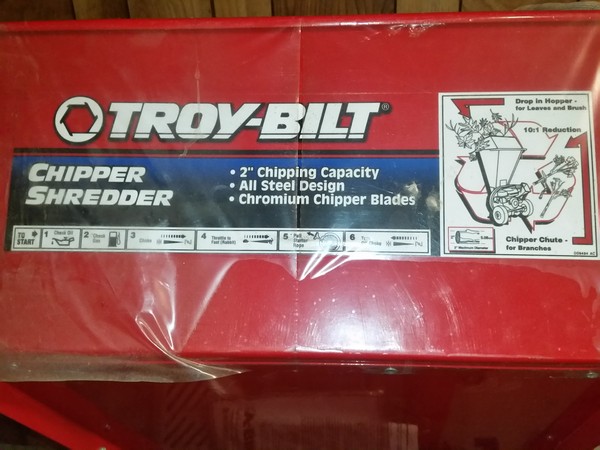 TROY-BILT®
CHIPPER
SHREDDER
• 2" Chipping Capacity
• All Steel Design
• Chromium Chipper Blades
Drop in Hopper -
for Leaves and Brush
10:1 Reduction
Chipper Chute -
for Branches
TO START
1 Check Oil
2 Check Gas
3 Choke
4 Throttle to Fast (Rabbit)
5 Pull Starter Rope
6